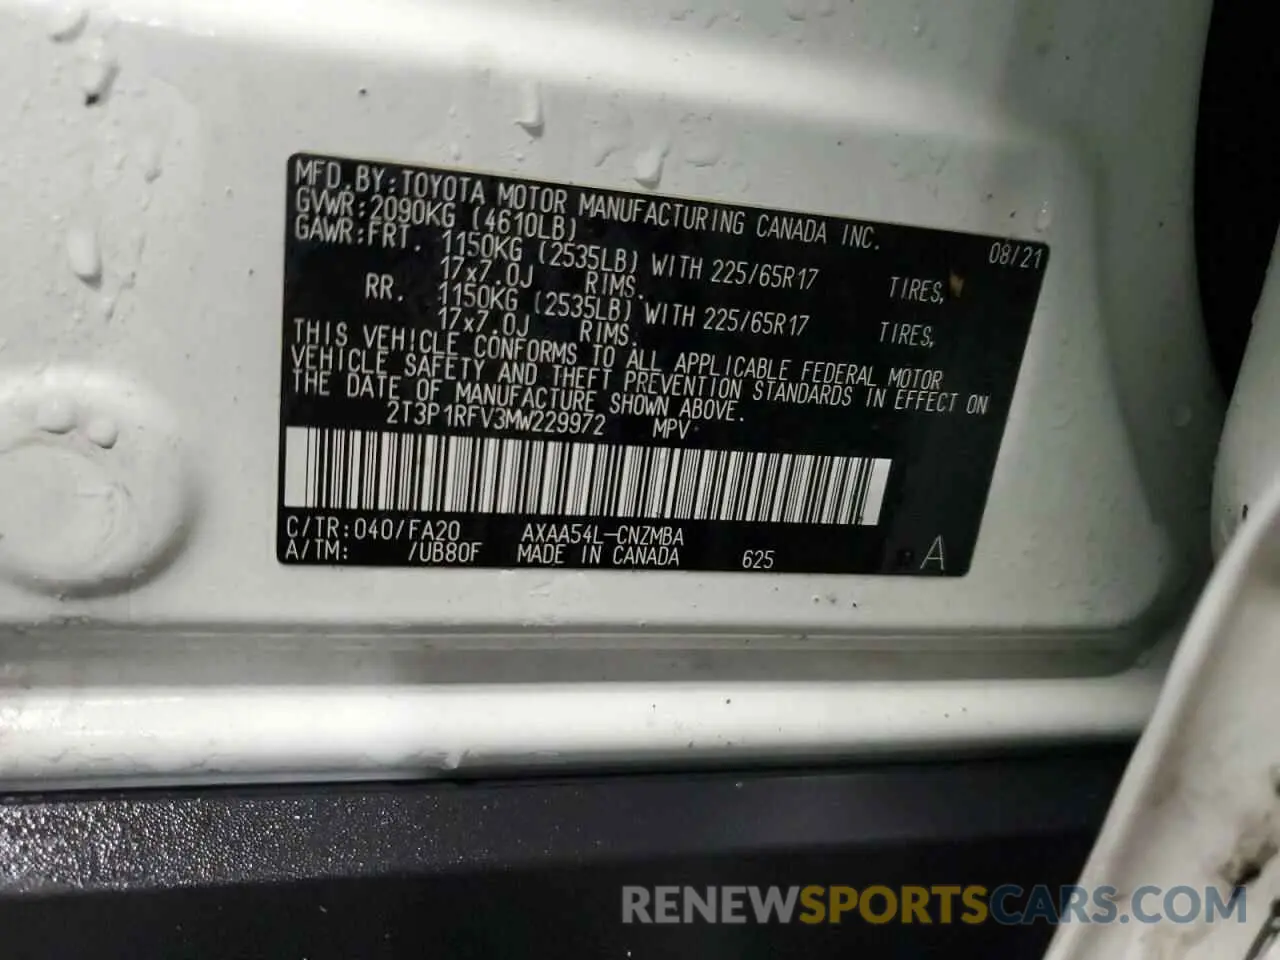 MFD.BY:TOYOTA MOTOR MANUFACTURING CANADA INC.
GVWR:2090KG (4610LB) 08/21
GAWR:FRT. 1150KG (2535LB) WITH 225/65R17 TIRES,
17x7.0J RIMS.
RR. 1150KG (2535LB) WITH 225/65R17 TIRES,
17x7.0J RIMS.
THIS VEHICLE CONFORMS TO ALL APPLICABLE FEDERAL MOTOR
VEHICLE SAFETY AND THEFT PREVENTION STANDARDS IN EFFECT ON
THE DATE OF MANUFACTURE SHOWN ABOVE.
2T3P1RFV3MW229972 MPV
C/TR:040/FA20 AXAA54L-CNZMBA
A/TM: /UB80F MADE IN CANADA 625 A
RENEWSPORTSCARS.COM